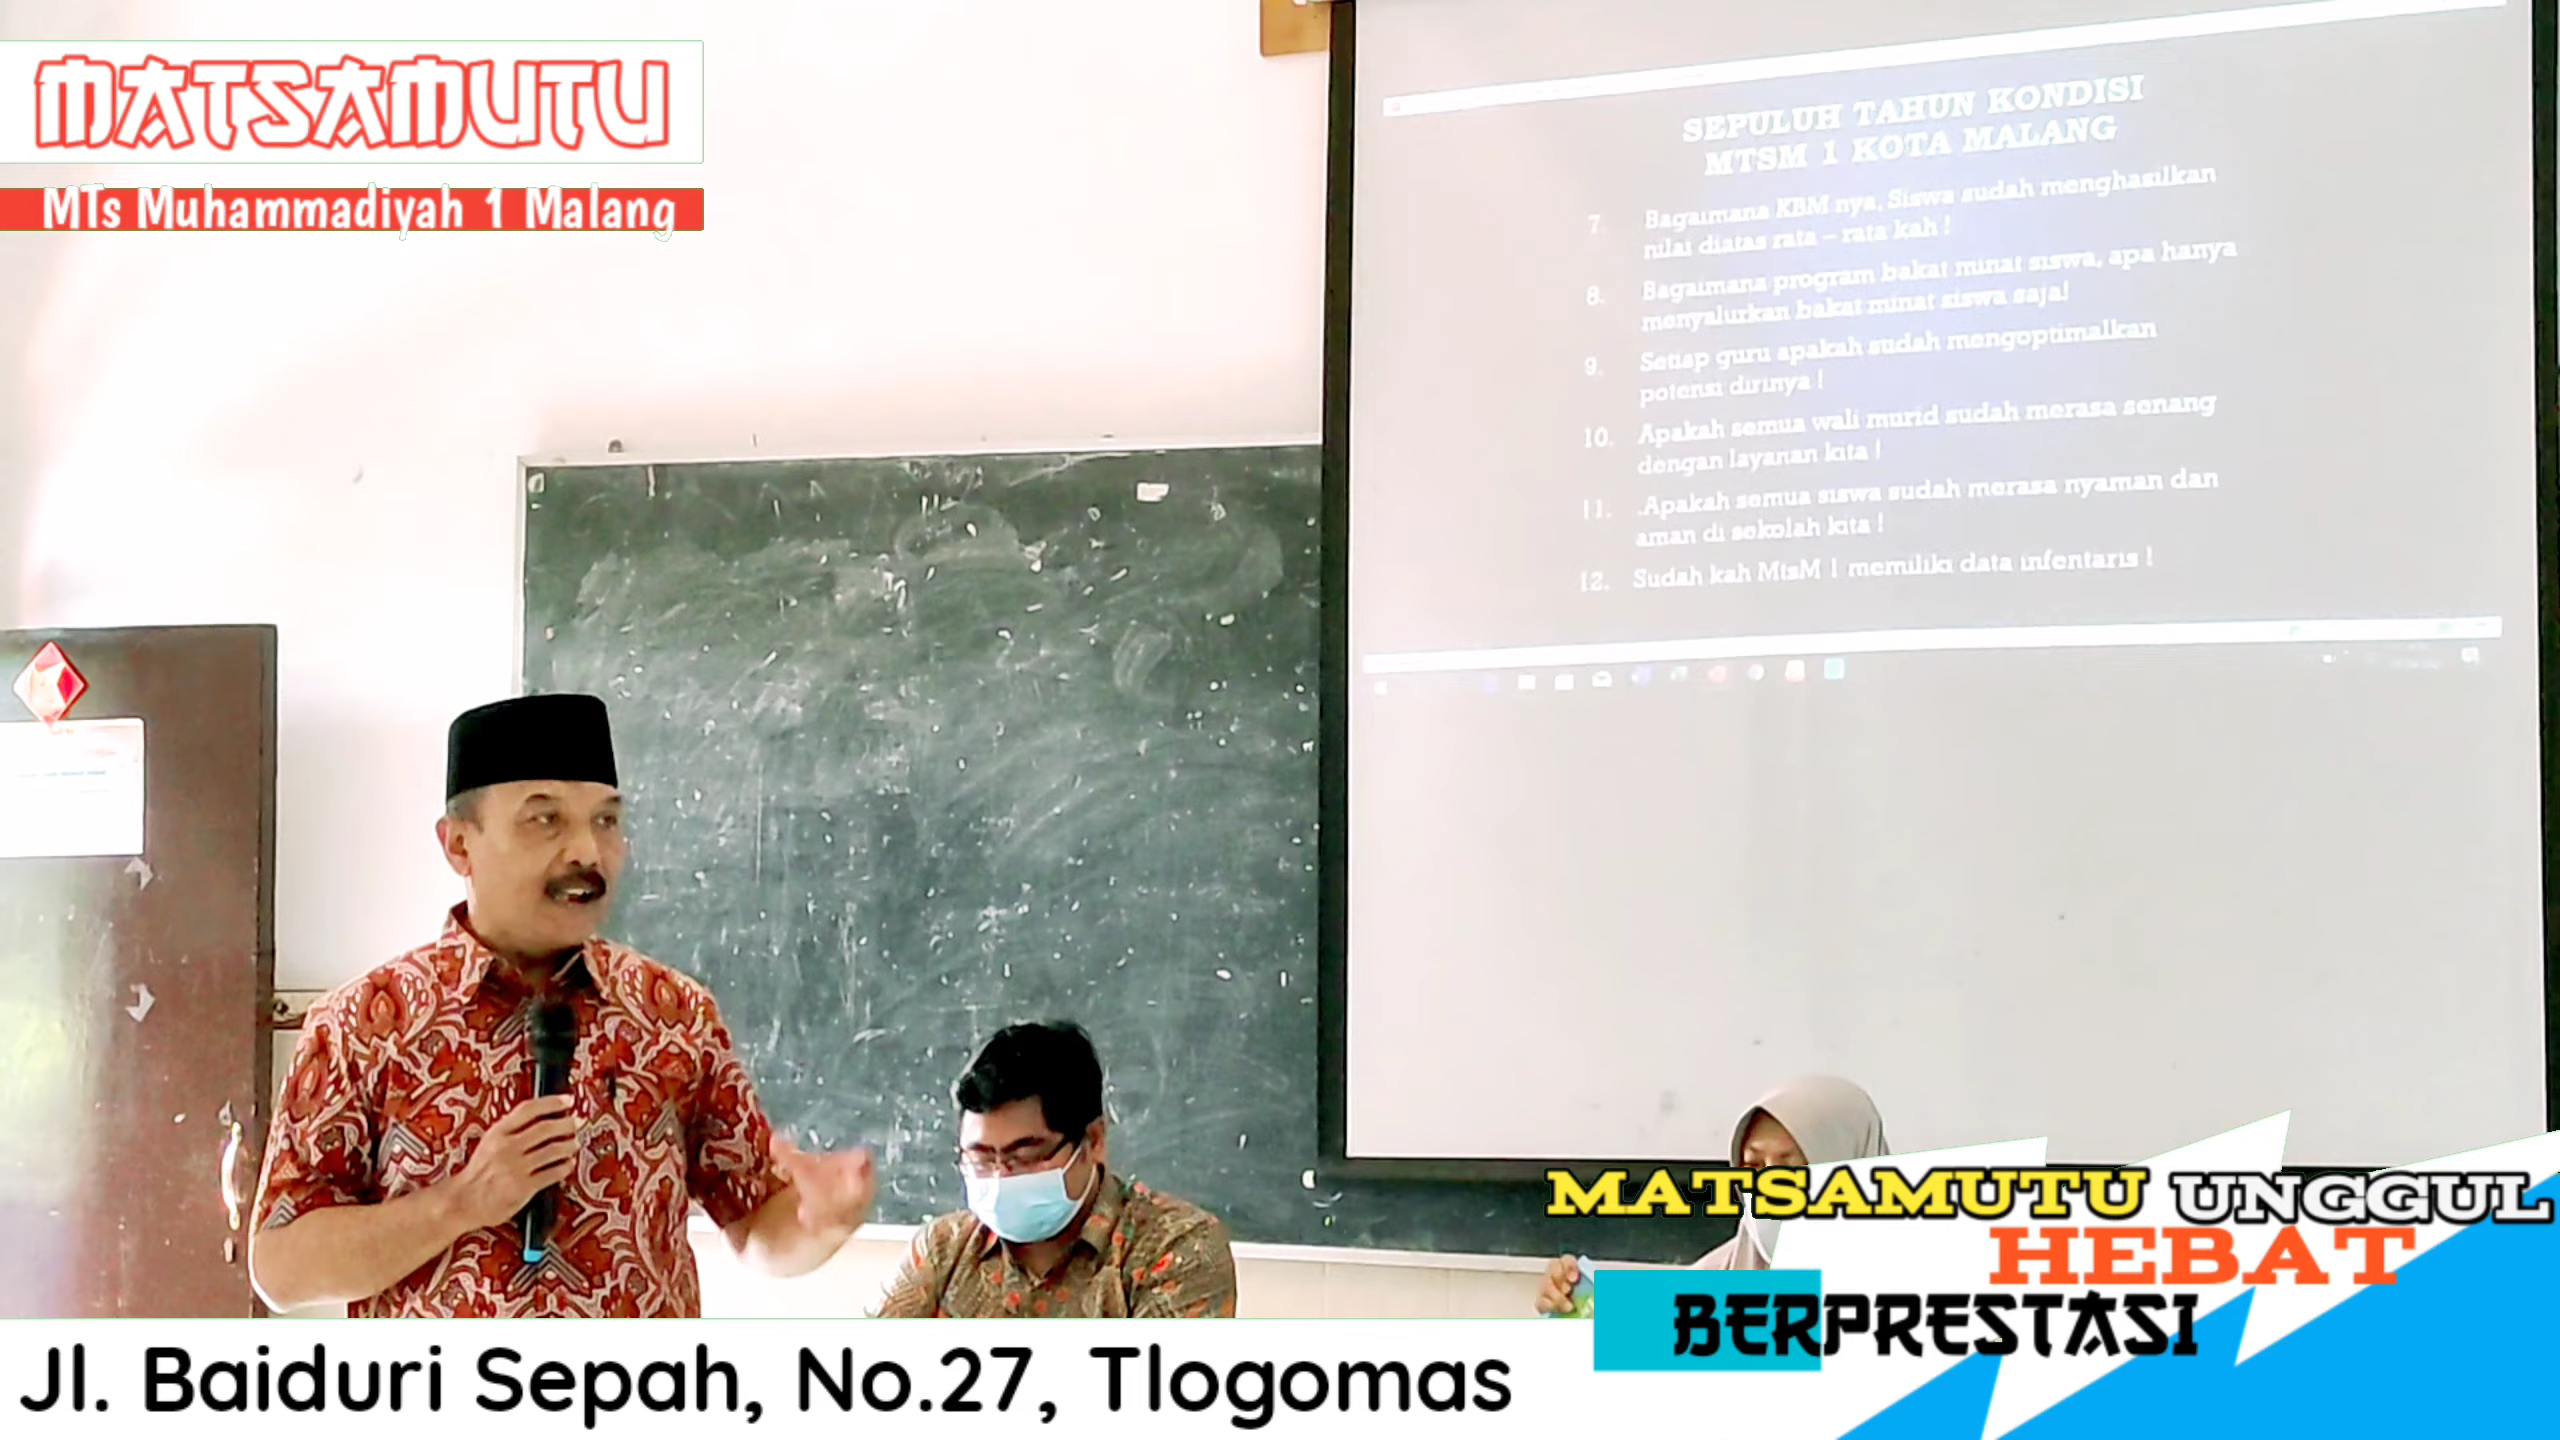 MATSAMUTU
MTs Muhammadiyah 1 Malang
SEPULUH TAHUN KONDISI
MTSM 1 KOTA MALANG
7. Bagaimana KBM nya, Siswa sudah menghasilkan
nilai diatas rata – rata kah !
8. Bagaimana program bakat minat siswa, apa hanya
menyalurkan bakat minat siswa saja!
9. Setiap guru apakah sudah mengoptimalkan
potensi dirinya !
10. Apakah semua wali murid sudah merasa senang
dengan layanan kita !
11. .Apakah semua siswa sudah merasa nyaman dan
aman di sekolah kita !
12. Sudah kah MtsM 1 memiliki data infentaris !
MATSAMUTU UNGGUL
HEBAT
BERPRESTASI
Jl. Baiduri Sepah, No.27, Tlogomas